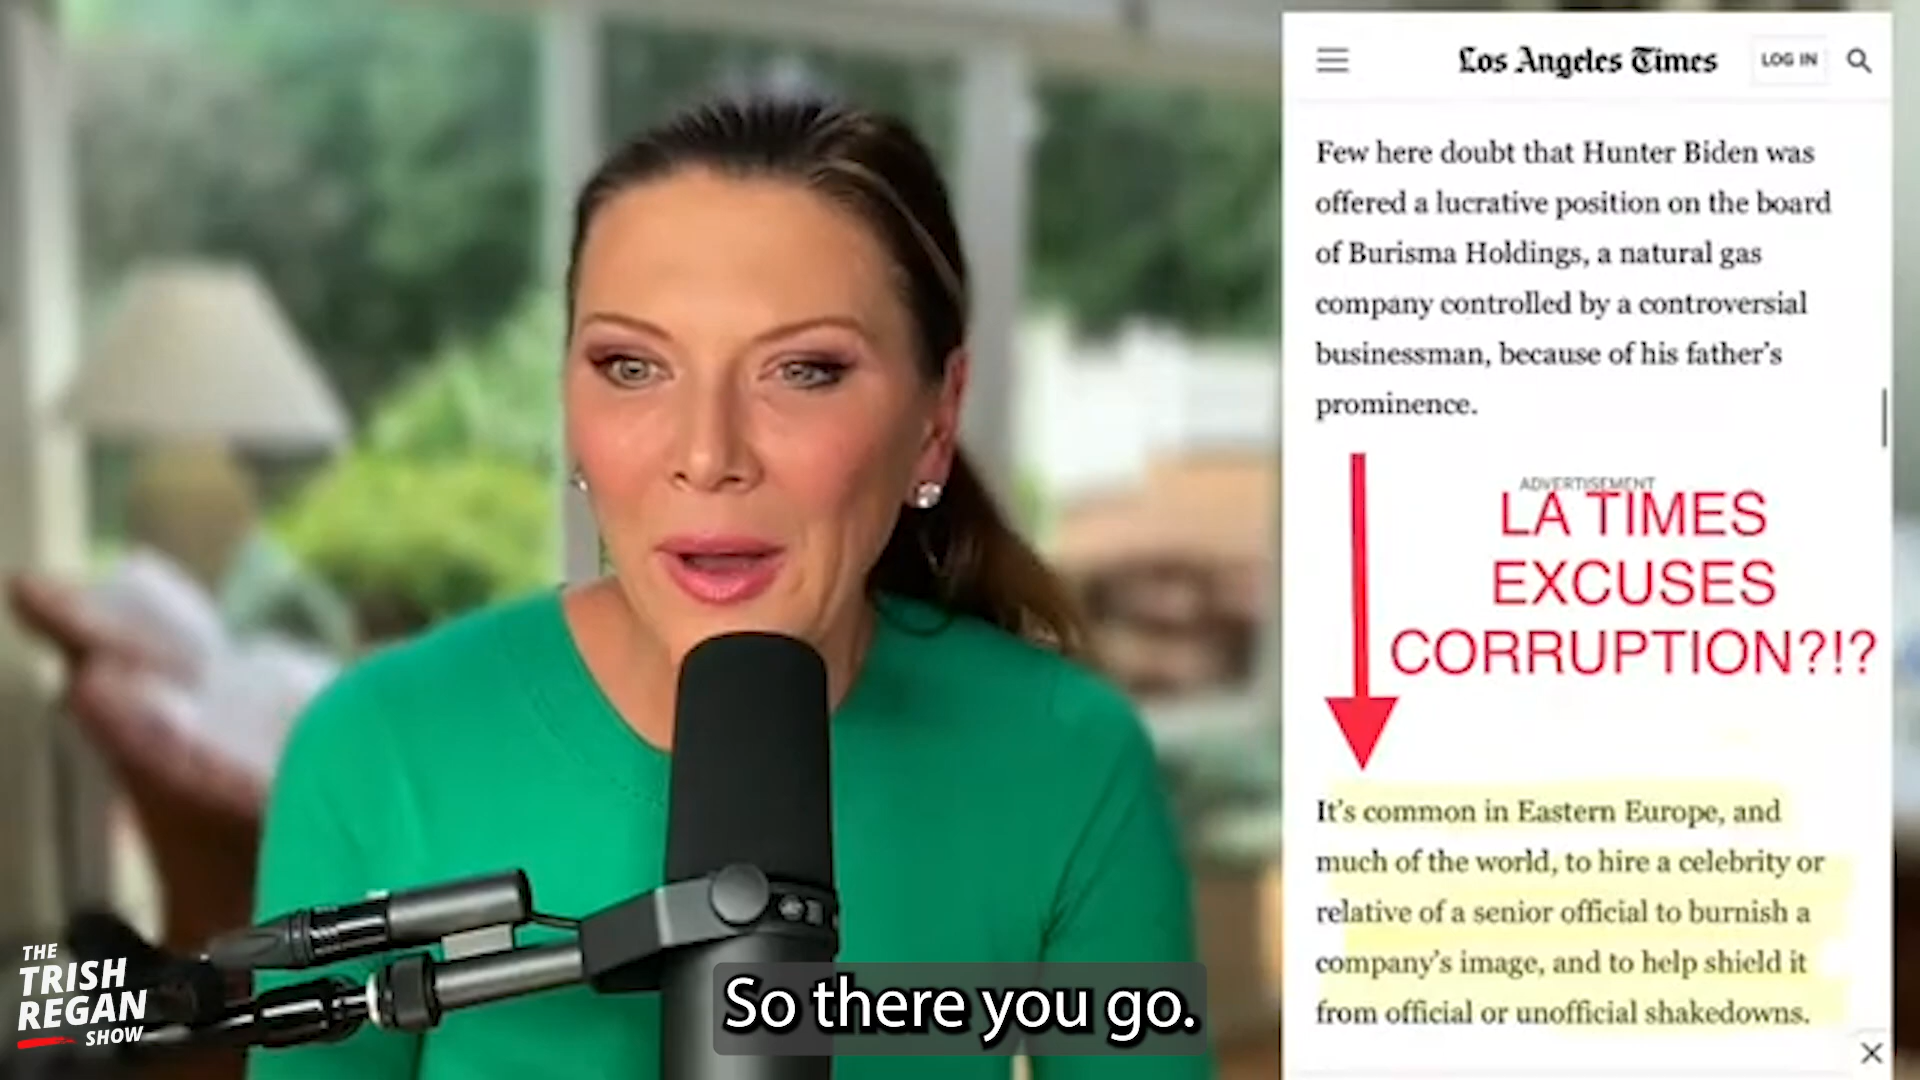 Los Angeles Times
LOG IN
Few here doubt that Hunter Biden was
offered a lucrative position on the board
of Burisma Holdings, a natural gas
company controlled by a controversial
businessman, because of his father's
prominence.
ADVERTISEMENT
LA TIMES
EXCUSES
CORRUPTION?!?
It's common in Eastern Europe, and
much of the world, to hire a celebrity or
relative of a senior official to burnish a
company's image, and to help shield it
from official or unofficial shakedowns.
THE
TRISH
REGAN
SHOW
So there you go.